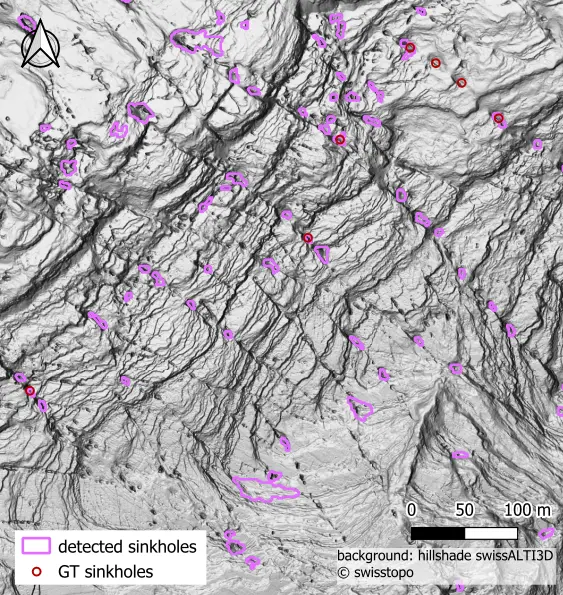 0 50 100 m
detected sinkholes
GT sinkholes
background: hillshade swissALTI3D
© swisstopo